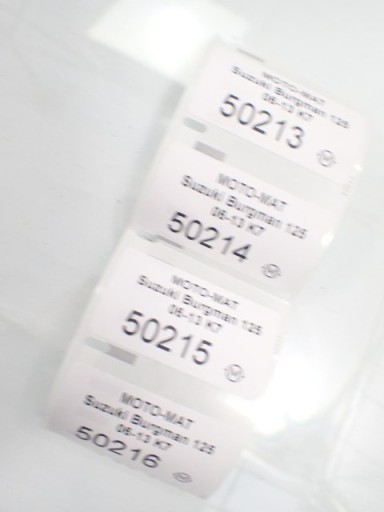 MOTO-MAT
Suzuki Burgman 125
06-13 K7
50213
MOTO-MAT
Suzuki Burgman 125
06-13 K7
50214
MOTO-MAT
Suzuki Burgman 125
06-13 K7
50215
MOTO-MAT
Suzuki Burgman 125
06-13 K7
50216